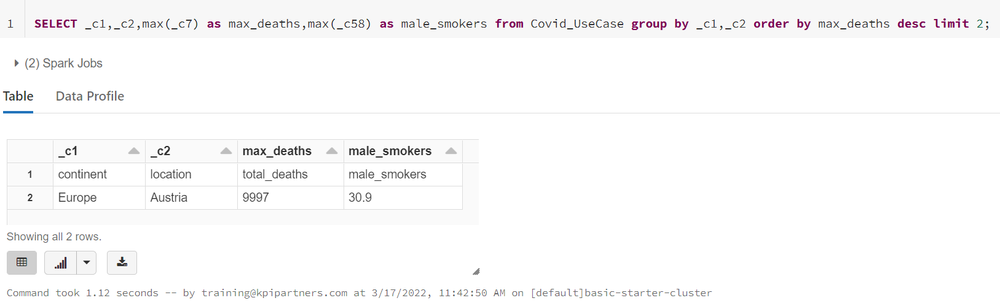 1 SELECT _c1,_c2,max(_c7) as max_deaths,max(_c58) as male_smokers from Covid_UseCase group by _c1,_c2 order by max_deaths desc limit 2;
(2) Spark Jobs
Table Data Profile
_c1 _c2 max_deaths male_smokers
1 continent location total_deaths male_smokers
2 Europe Austria 9997 30.9
Showing all 2 rows.
Command took 1.12 seconds -- by training@kpipartners.com at 3/17/2022, 11:42:50 AM on [default]basic-starter-cluster